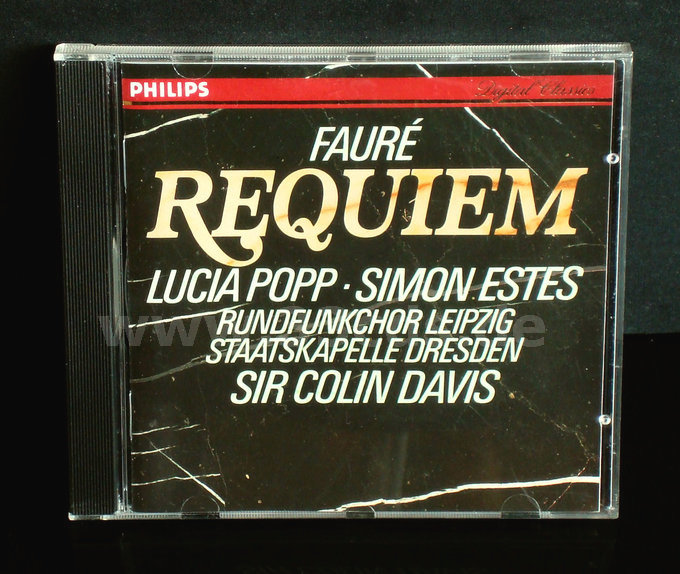 PHILIPS
Digital Classics
FAURÉ
REQUIEM
LUCIA POPP · SIMON ESTES
RUNDFUNKCHOR LEIPZIG
STAATSKAPELLE DRESDEN
SIR COLIN DAVIS